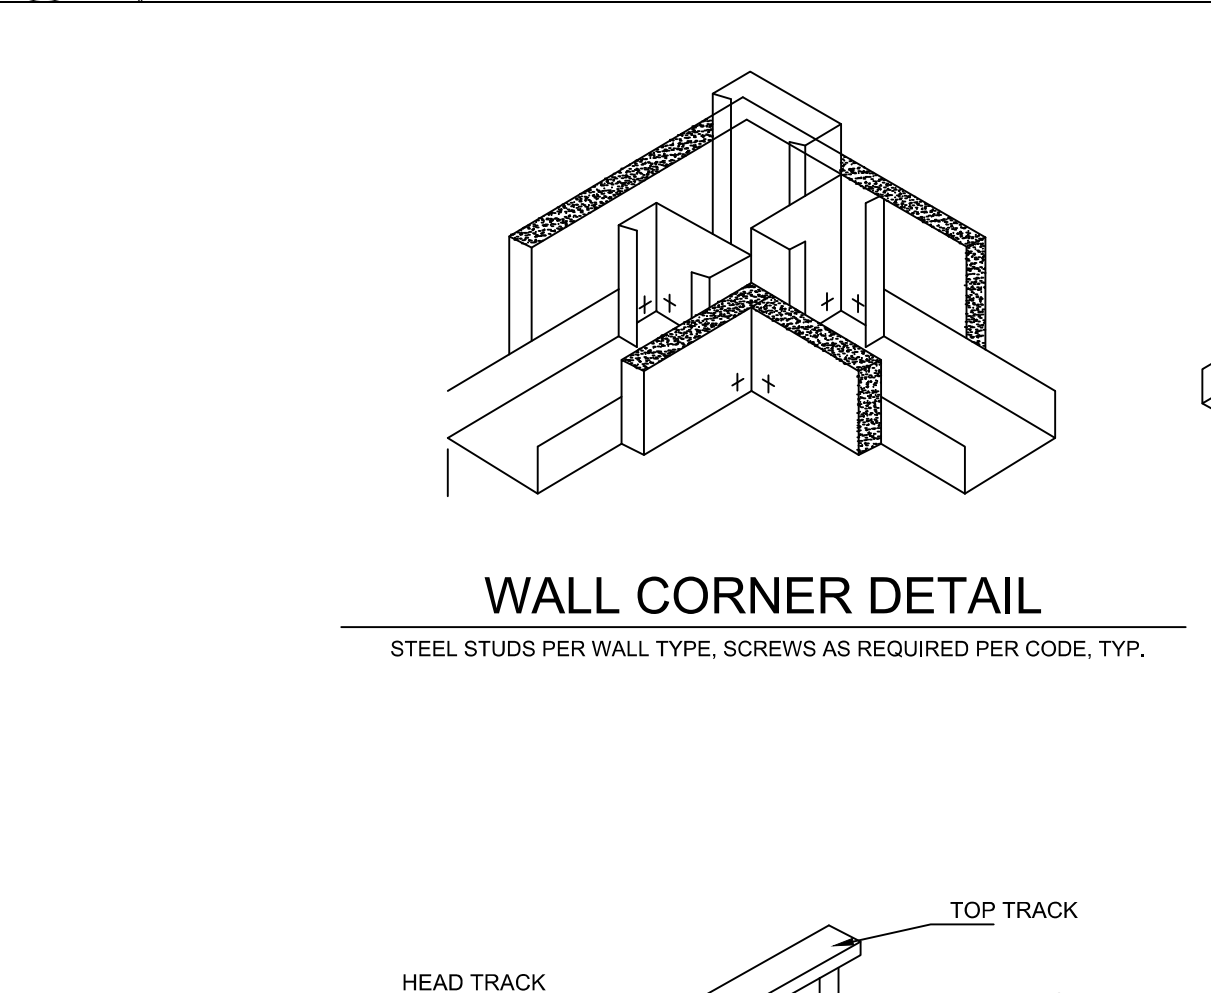 WALL CORNER DETAIL
STEEL STUDS PER WALL TYPE, SCREWS AS REQUIRED PER CODE, TYP.
TOP TRACK
HEAD TRACK